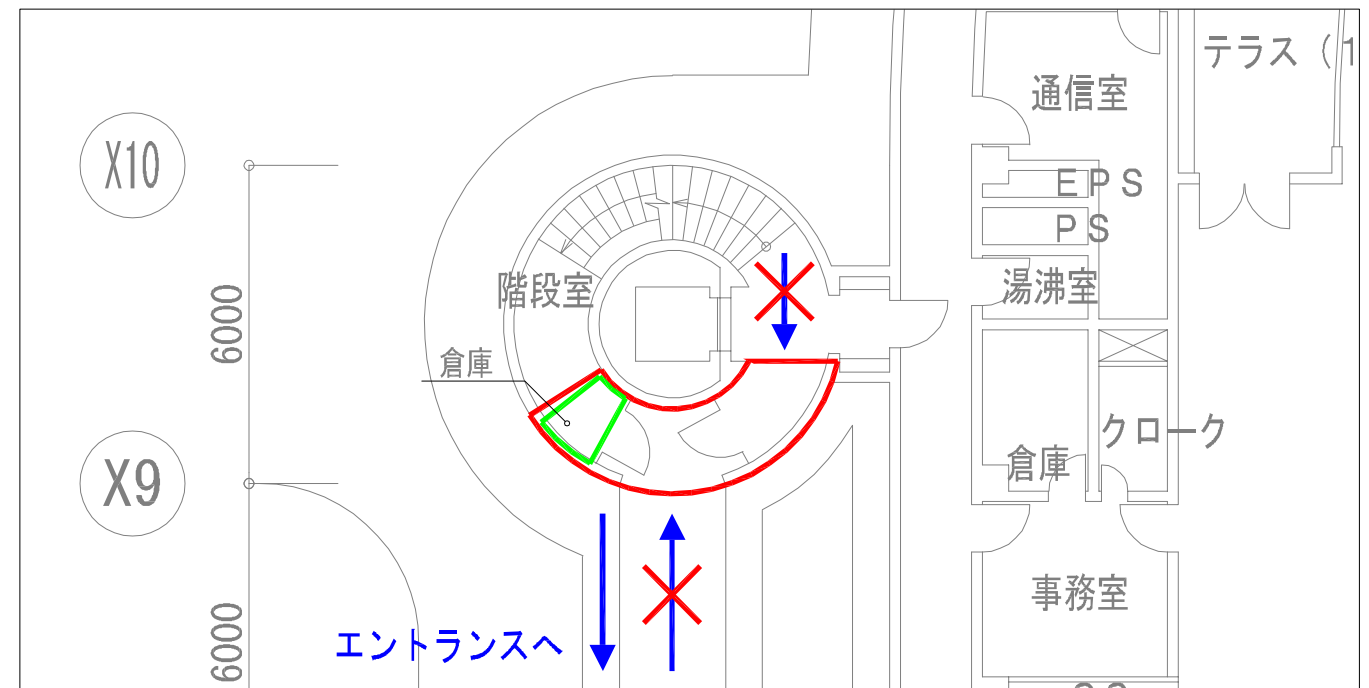 テラス（1
通信室
X10
ＥＰＳ
ＰＳ
階段室
湯沸室
6000
倉庫
クローク
倉庫
X9
事務室
6000
エントランスへ